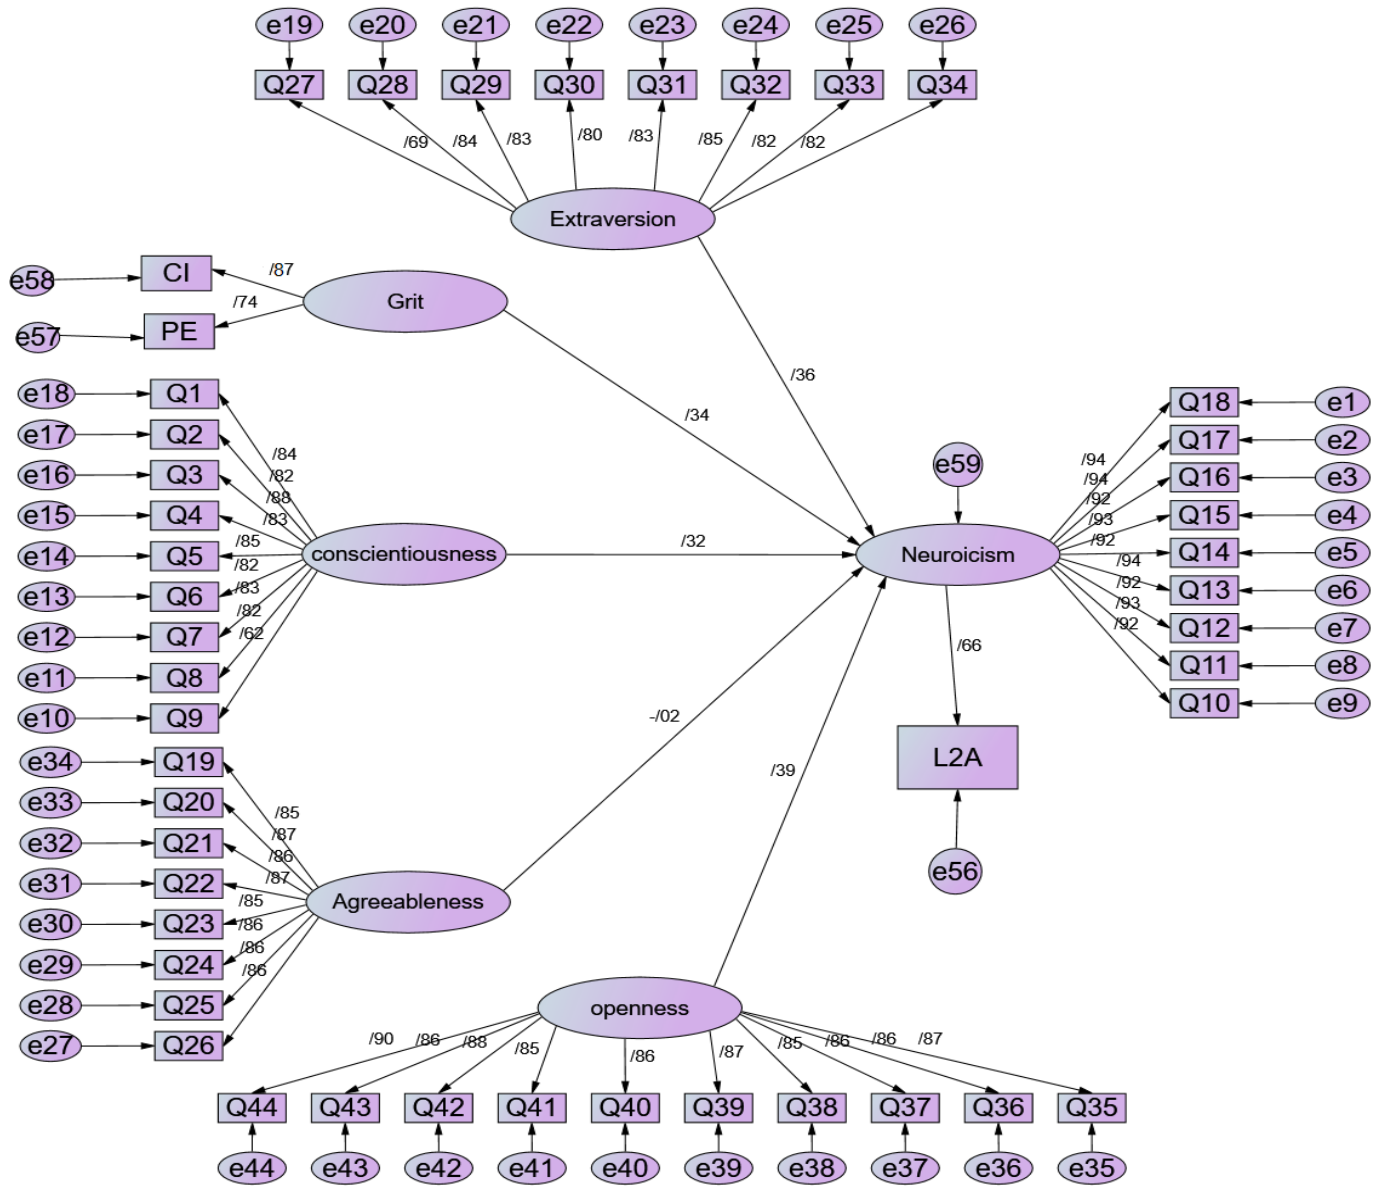 e19 e20 e21 e22 e23 e24 e25 e26
Q27 Q28 Q29 Q30 Q31 Q32 Q33 Q34
/69 /84 /83 /80 /83 /85 /82 /82
Extraversion
e58 CI /87
Grit
e57 PE /74
/36
/34
e18 Q1
e17 Q2
e16 Q3
e15 Q4
e14 Q5
e13 Q6
e12 Q7
e11 Q8
e10 Q9
/84
/82
/88
/83
/85
/82
/83
/82
/62
conscientiousness
/32
e59
Neuroicism
Q18 e1
Q17 e2
Q16 e3
Q15 e4
Q14 e5
Q13 e6
Q12 e7
Q11 e8
Q10 e9
/94
/94
/92
/93
/92
/94
/92
/93
/92
/66
L2A
e56
-/02
/39
e34 Q19
e33 Q20
e32 Q21
e31 Q22
e30 Q23
e29 Q24
e28 Q25
e27 Q26
/85
/87
/86
/87
/85
/86
/86
/86
Agreeableness
openness
/90 /86 /88 /85 /86 /87 /85 /86 /86 /87
Q44 Q43 Q42 Q41 Q40 Q39 Q38 Q37 Q36 Q35
e44 e43 e42 e41 e40 e39 e38 e37 e36 e35